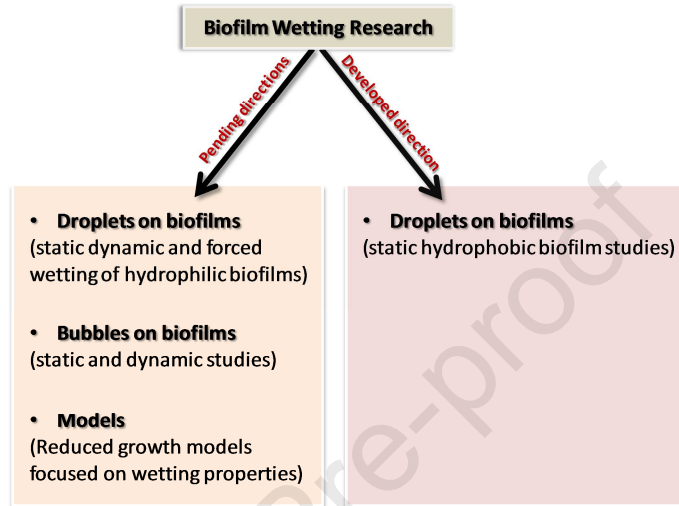 Biofilm Wetting Research
Pending directions
Developed direction
• Droplets on biofilms
(static dynamic and forced
wetting of hydrophilic biofilms)
• Bubbles on biofilms
(static and dynamic studies)
• Models
(Reduced growth models
focused on wetting properties)
• Droplets on biofilms
(static hydrophobic biofilm studies)
Pre-proof